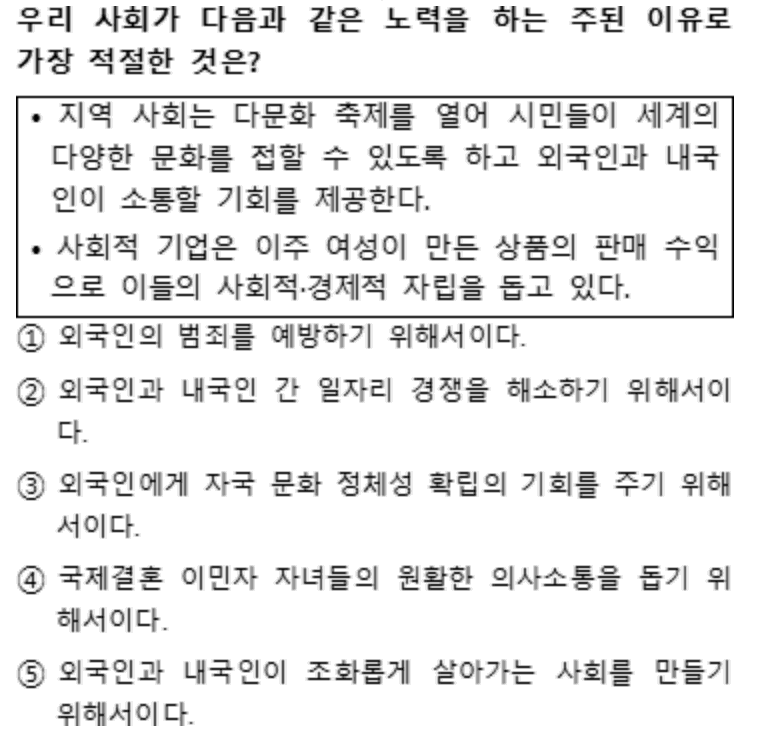 우리 사회가 다음과 같은 노력을 하는 주된 이유로
가장 적절한 것은?
• 지역 사회는 다문화 축제를 열어 시민들이 세계의
다양한 문화를 접할 수 있도록 하고 외국인과 내국
인이 소통할 기회를 제공한다.
• 사회적 기업은 이주 여성이 만든 상품의 판매 수익
으로 이들의 사회적·경제적 자립을 돕고 있다.
① 외국인의 범죄를 예방하기 위해서이다.
② 외국인과 내국인 간 일자리 경쟁을 해소하기 위해서이
다.
③ 외국인에게 자국 문화 정체성 확립의 기회를 주기 위해
서이다.
④ 국제결혼 이민자 자녀들의 원활한 의사소통을 돕기 위
해서이다.
⑤ 외국인과 내국인이 조화롭게 살아가는 사회를 만들기
위해서이다.